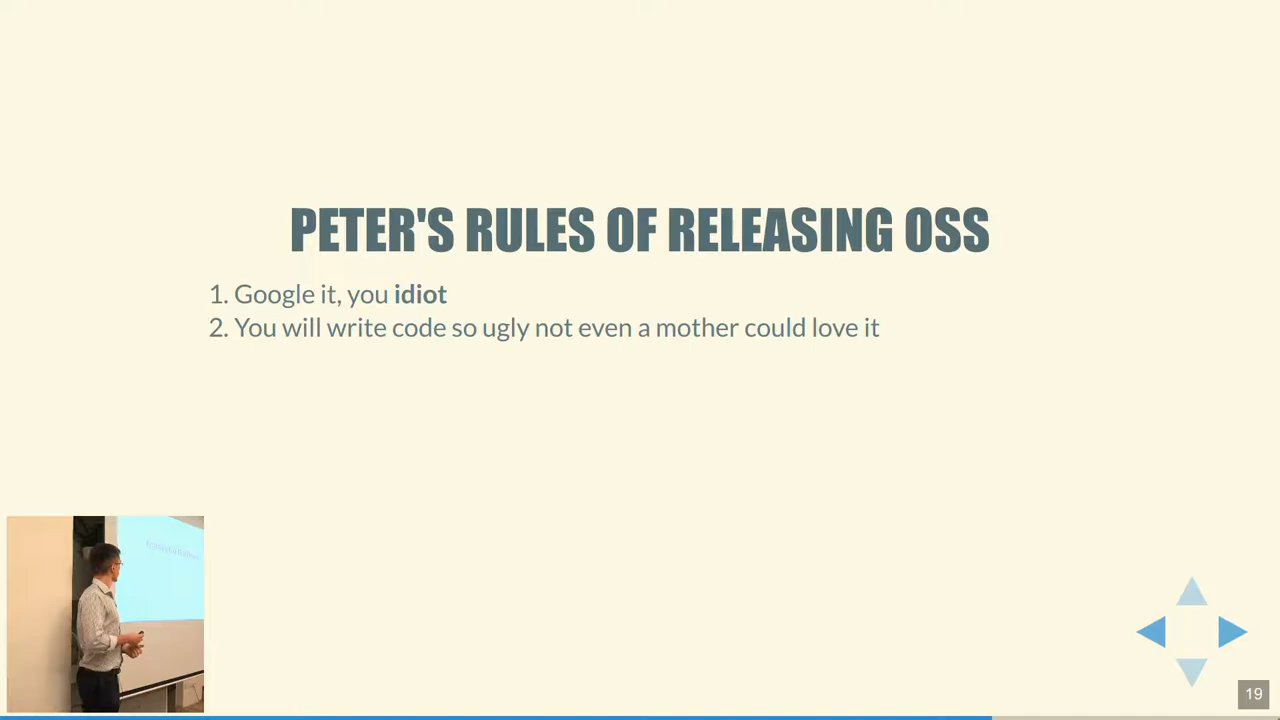 PETER'S RULES OF RELEASING OSS
1. Google it, you idiot
2. You will write code so ugly not even a mother could love it
19